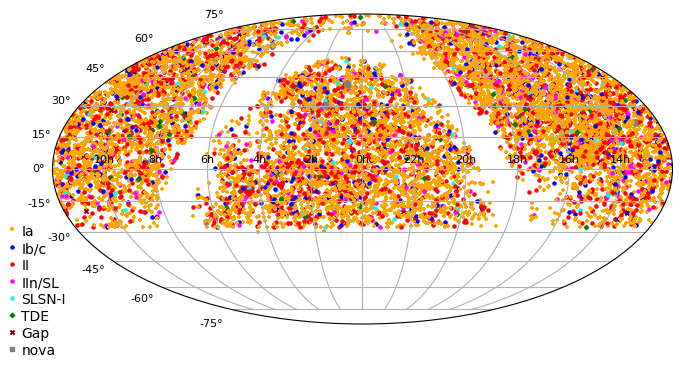 75°
60°
45°
30°
15°
10h 8h 6h 4h 2h 0h 22h 20h 18h 16h 14h
0°
-15°
-30°
-45°
-60°
-75°
Ia
Ib/c
II
IIn/SL
SLSN-I
TDE
Gap
nova